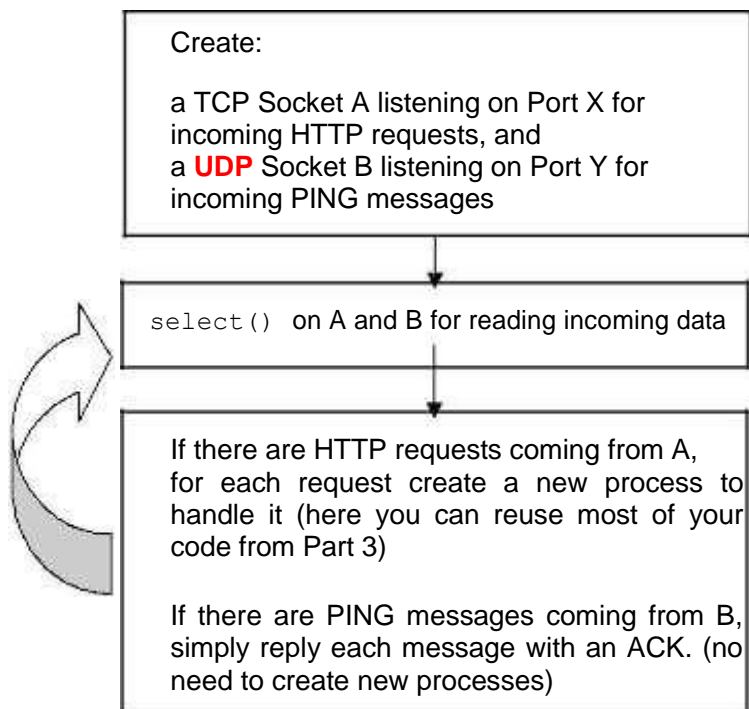 Create:
a TCP Socket A listening on Port X for
incoming HTTP requests, and
a UDP Socket B listening on Port Y for
incoming PING messages
select() on A and B for reading incoming data
If there are HTTP requests coming from A,
for each request create a new process to
handle it (here you can reuse most of your
code from Part 3)
If there are PING messages coming from B,
simply reply each message with an ACK. (no
need to create new processes)